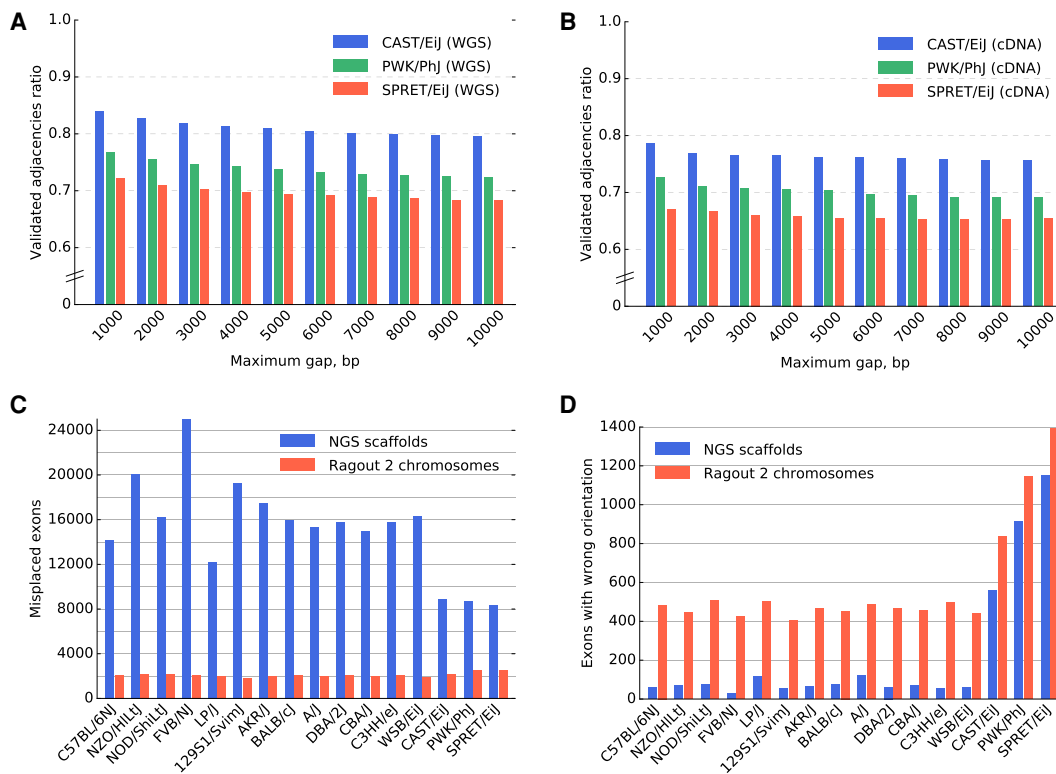 A
Validated adjacencies ratio
1.0
0.9
0.8
0.7
0.6
0
CAST/EiJ (WGS)
PWK/PhJ (WGS)
SPRET/EiJ (WGS)
1000 2000 3000 4000 5000 6000 7000 8000 9000 10000
Maximum gap, bp
B
Validated adjacencies ratio
1.0
0.9
0.8
0.7
0.6
0
CAST/EiJ (cDNA)
PWK/PhJ (cDNA)
SPRET/EiJ (cDNA)
1000 2000 3000 4000 5000 6000 7000 8000 9000 10000
Maximum gap, bp
C
Misplaced exons
24000
20000
16000
12000
8000
4000
0
NGS scaffolds
Ragout 2 chromosomes
C57BL/6NJ NZO/HlLtJ NOD/ShiLtJ FVB/NJ LP/J 129S1/SvImJ AKR/J BALB/cJ A/J DBA/2J CBA/J C3HH/eJ WSB/EiJ CAST/EiJ PWK/PhJ SPRET/EiJ
D
Exons with wrong orientation
1400
1200
1000
800
600
400
200
0
NGS scaffolds
Ragout 2 chromosomes
C57BL/6NJ NZO/HlLtJ NOD/ShiLtJ FVB/NJ LP/J 129S1/SvImJ AKR/J BALB/cJ A/J DBA/2J CBA/J C3HH/eJ WSB/EiJ CAST/EiJ PWK/PhJ SPRET/EiJ